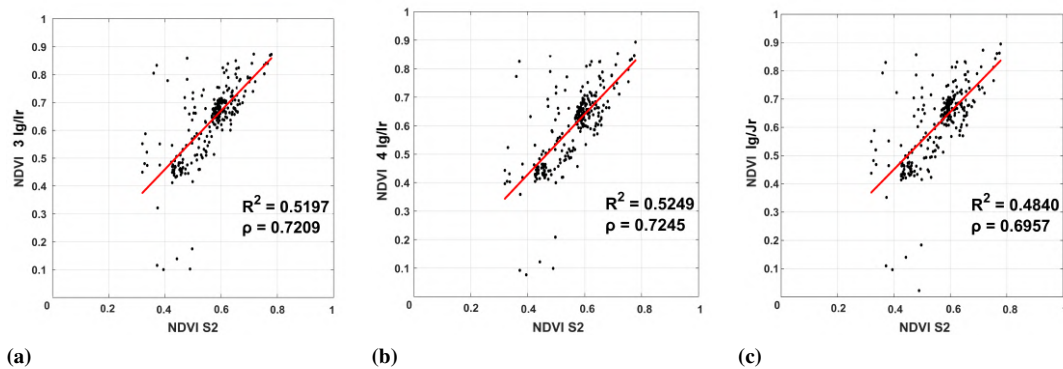 1
0.9
0.8
0.7
0.6
0.5
0.4
0.3
0.2
0.1
NDVI 3 lg/lr
R² = 0.5197
ρ = 0.7209
0 0.2 0.4 0.6 0.8 1
NDVI S2
(a)
1
0.9
0.8
0.7
0.6
0.5
0.4
0.3
0.2
0.1
NDVI 4 lg/lr
R² = 0.5249
ρ = 0.7245
0 0.2 0.4 0.6 0.8 1
NDVI S2
(b)
1
0.9
0.8
0.7
0.6
0.5
0.4
0.3
0.2
0.1
NDVI lg/Jr
R² = 0.4840
ρ = 0.6957
0 0.2 0.4 0.6 0.8
NDVI S2
(c)